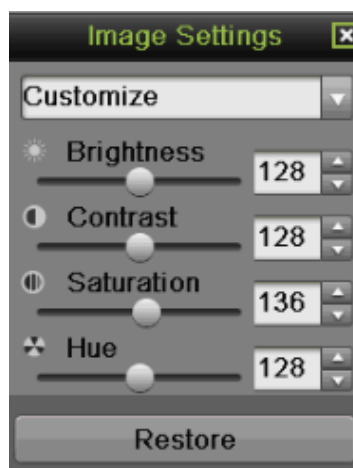 Image Settings
Customize
Brightness
128
Contrast
128
Saturation
136
Hue
128
Restore